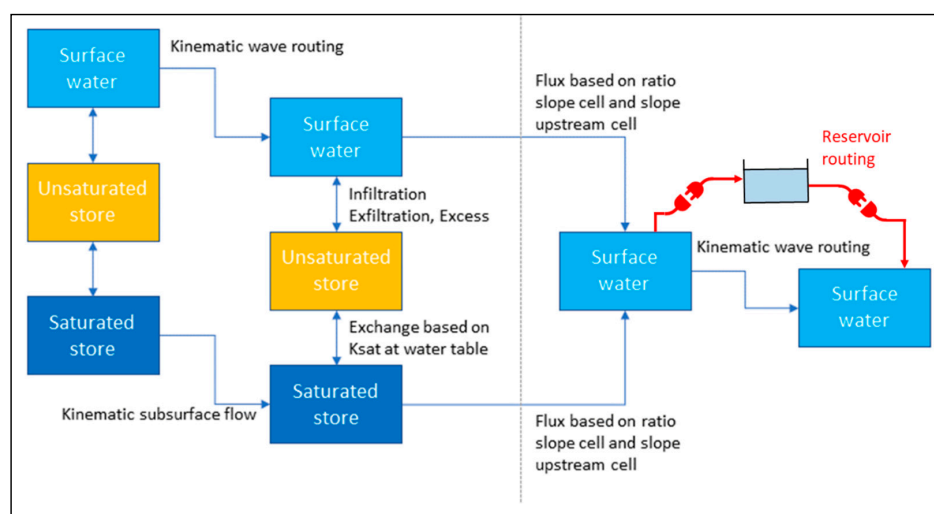 Surface
water
Kinematic wave routing
Unsaturated
store
Saturated
store
Kinematic subsurface flow
Surface
water
Infiltration
Exfiltration, Excess
Unsaturated
store
Exchange based on
Ksat at water table
Saturated
store
Flux based on ratio
slope cell and slope
upstream cell
Surface
water
Flux based on ratio
slope cell and slope
upstream cell
Reservoir
routing
Kinematic wave routing
Surface
water